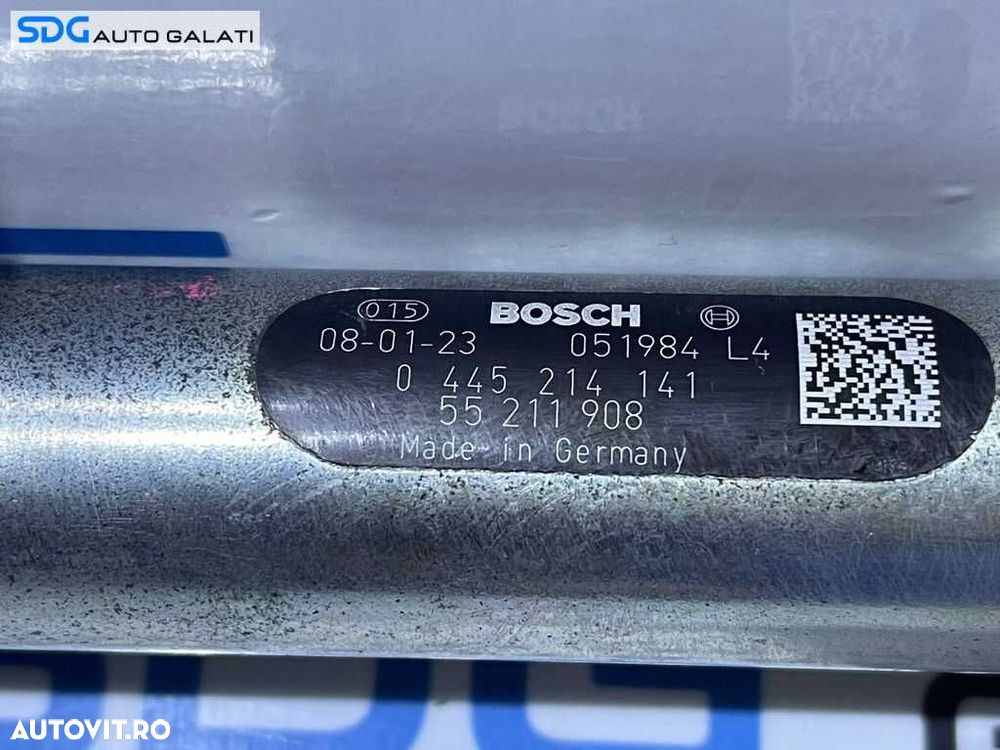 SDG AUTO GALATI
BOSCH
015 BOSCH
08-01-23 051984 L4
0 445 214 141
55 211 908
Made in Germany
AUTOVIT.RO